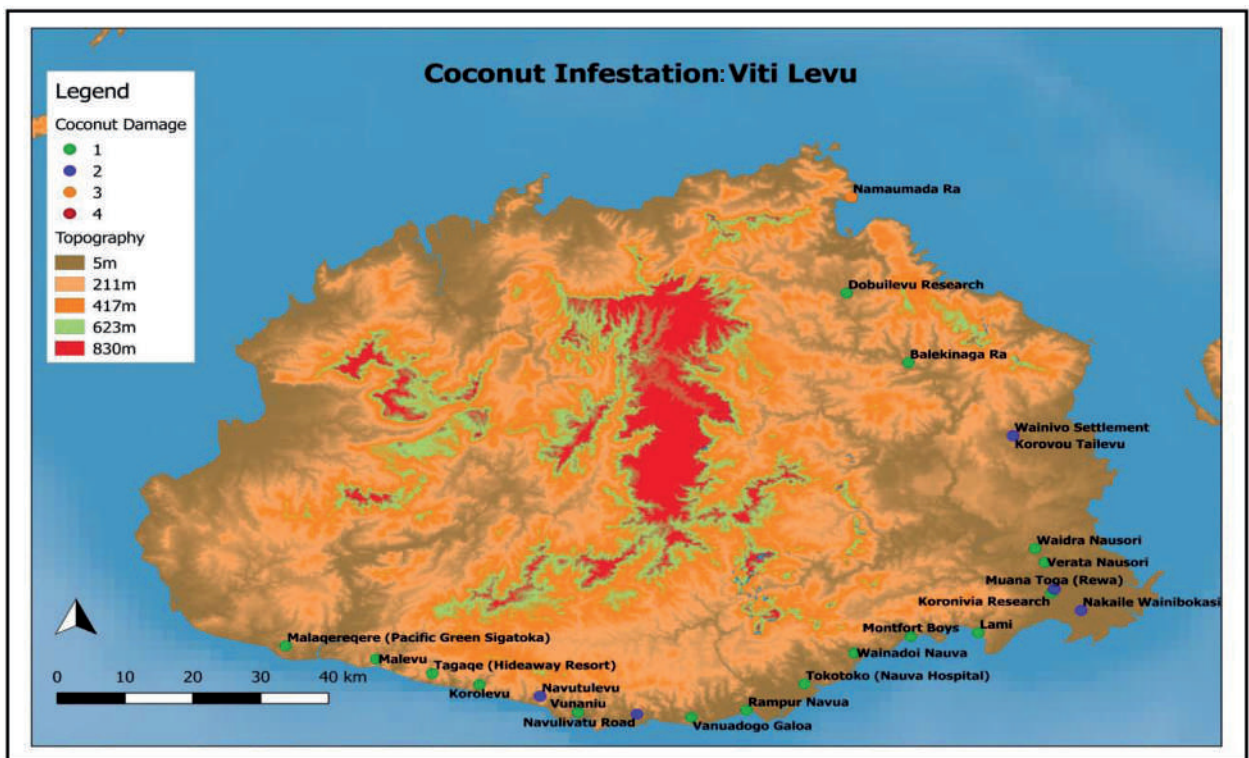 Coconut Infestation: Viti Levu
Legend
Coconut Damage
1
2
3
4
Topography
5m
211m
417m
623m
830m
Namaumada Ra
Dobuilevu Research
Balekinaga Ra
Wainivo Settlement
Korovou Tailevu
Waidra Nausori
Verata Nausori
Muana Toga (Rewa)
Koronivia Research
Nakaile Wainibokasi
Montfort Boys
Lami
Malaqereqere (Pacific Green Sigatoka)
Wainadoi Nauva
Malevu
Tagaqe (Hideaway Resort)
Tokotoko (Nauva Hospital)
Korolevu
Navutulevu
Vunaniu
Rampur Navua
Navulivatu Road
Vanuadogo Galoa
0 10 20 30 40 km